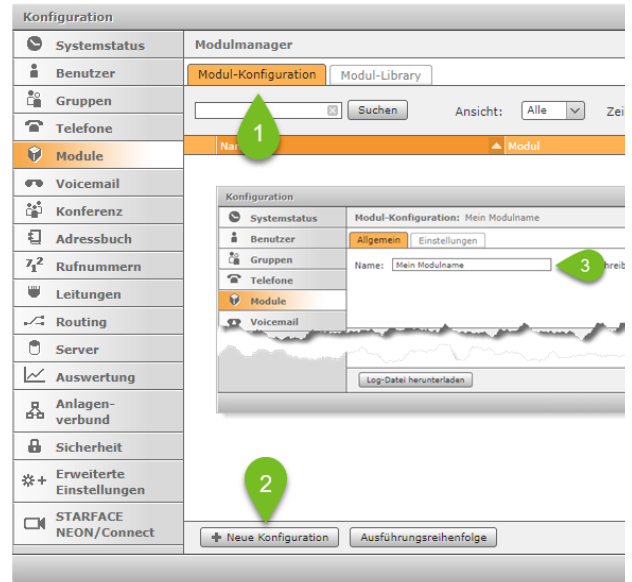 Konfiguration
Systemstatus
Benutzer
Gruppen
Telefone
Module
Voicemail
Konferenz
Adressbuch
Rufnummern
Leitungen
Routing
Server
Auswertung
Anlagen-
verbund
Sicherheit
Erweiterte
Einstellungen
STARFACE
NEON/Connect
Modulmanager
Modul-Konfiguration Modul-Library
Suchen Ansicht: Alle Zei
1
Modul
Konfiguration
Systemstatus
Benutzer
Gruppen
Telefone
Module
Voicemail
Modul-Konfiguration: Mein Modulname
Allgemein Einstellungen
Name: Mein Modulname 3 hreib
Log-Datei herunterladen
2
+ Neue Konfiguration Ausführungsreihenfolge